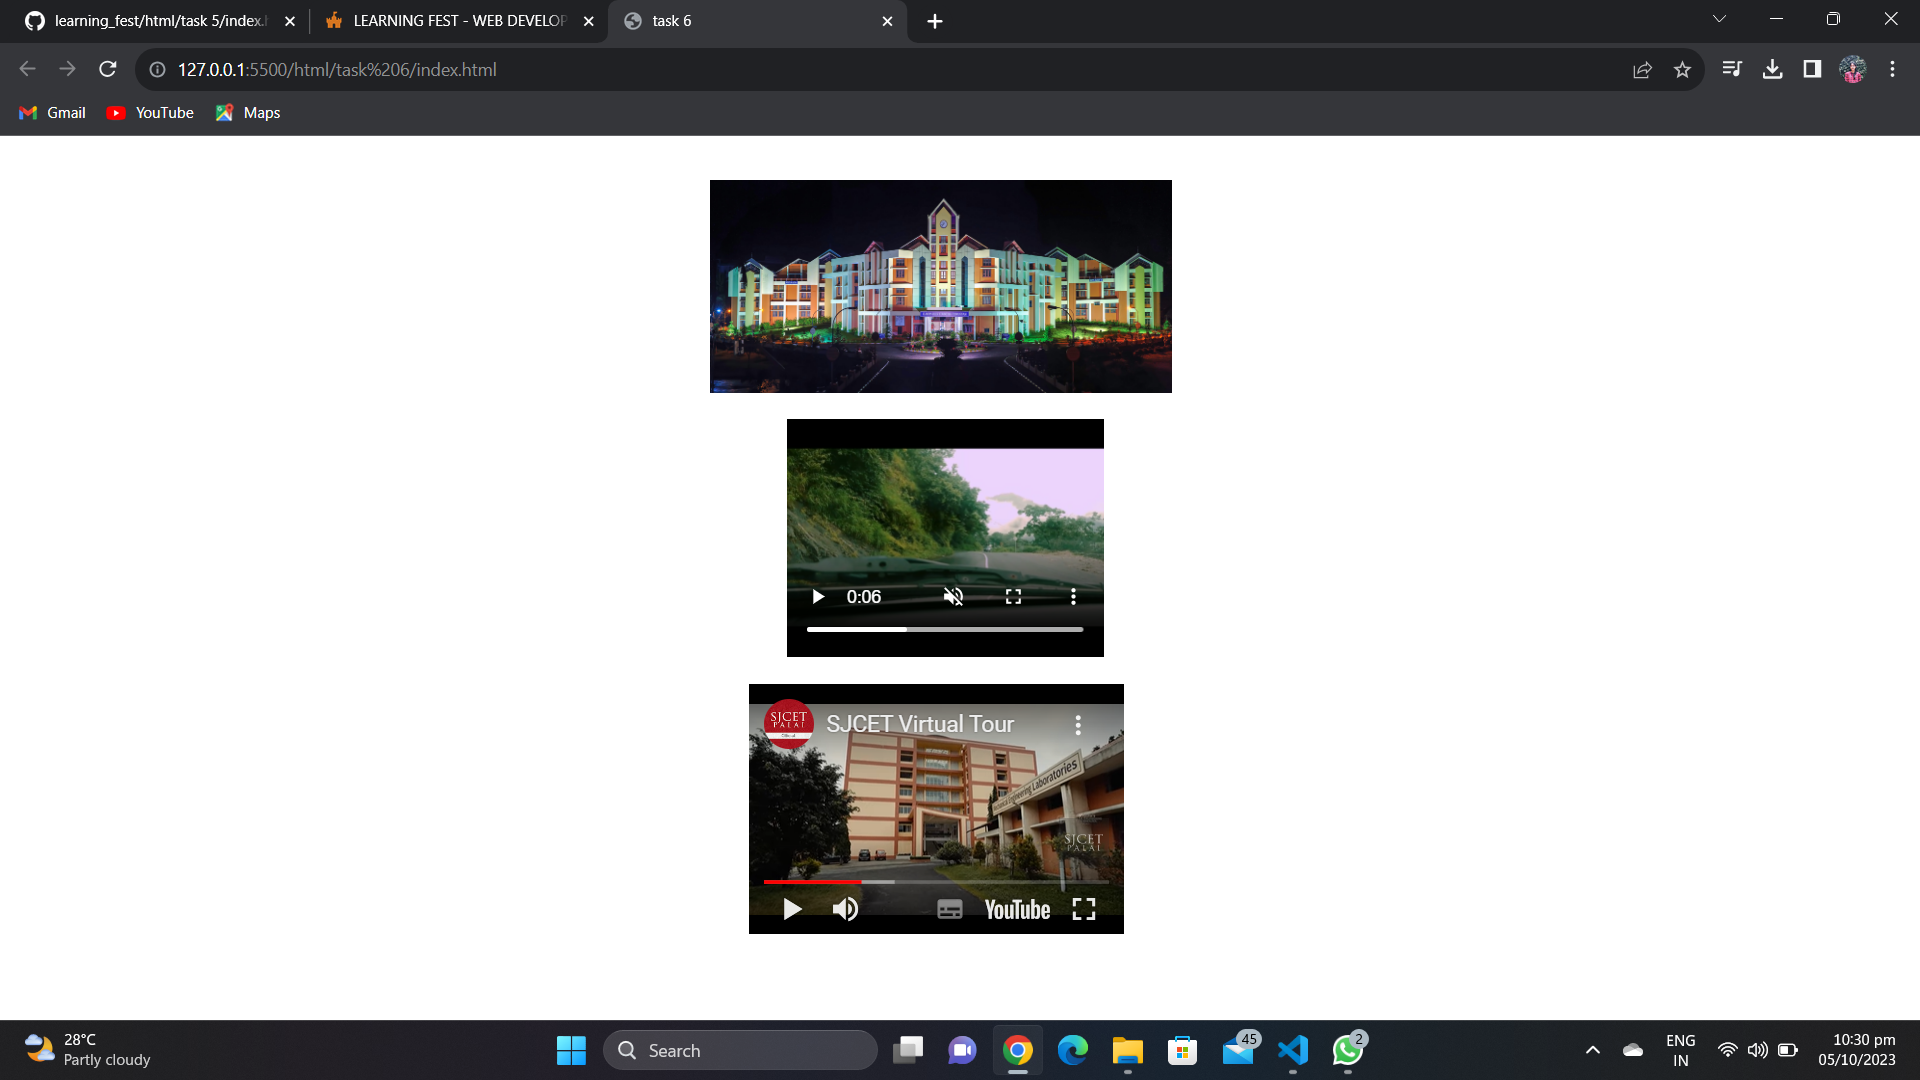 learning_fest/html/task 5/index.h
LEARNING FEST - WEB DEVELOP
task 6
127.0.0.1:5500/html/task%206/index.html
Gmail
YouTube
Maps
0:06
SJCET
PALAI
SJCET Virtual Tour
Engineering Laboratories
SJCET
PALAI
YouTube
28°C
Partly cloudy
Search
45
2
ENG
IN
10:30 pm
05/10/2023